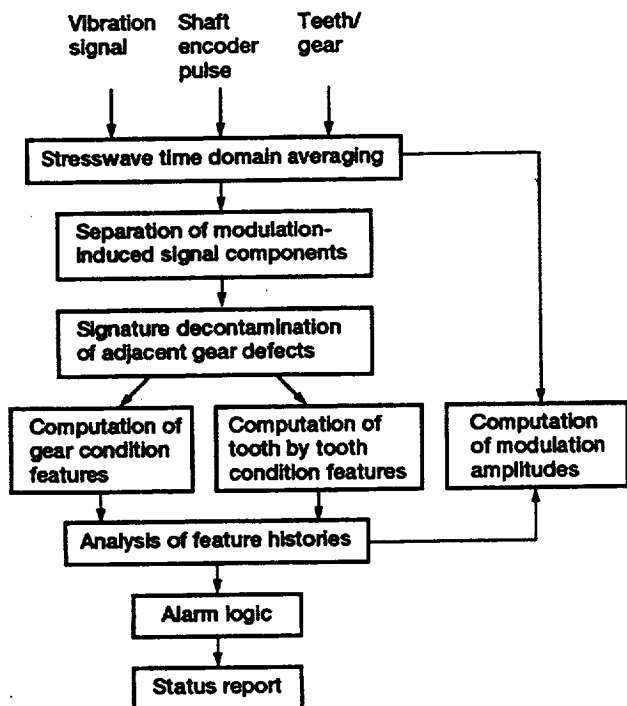 Vibration
signal
Shaft
encoder
pulse
Teeth/
gear
Stresswave time domain averaging
Separation of modulation-
induced signal components
Signature decontamination
of adjacent gear defects
Computation of
gear condition
features
Computation of
tooth by tooth
condition features
Computation
of modulation
amplitudes
Analysis of feature histories
Alarm logic
Status report